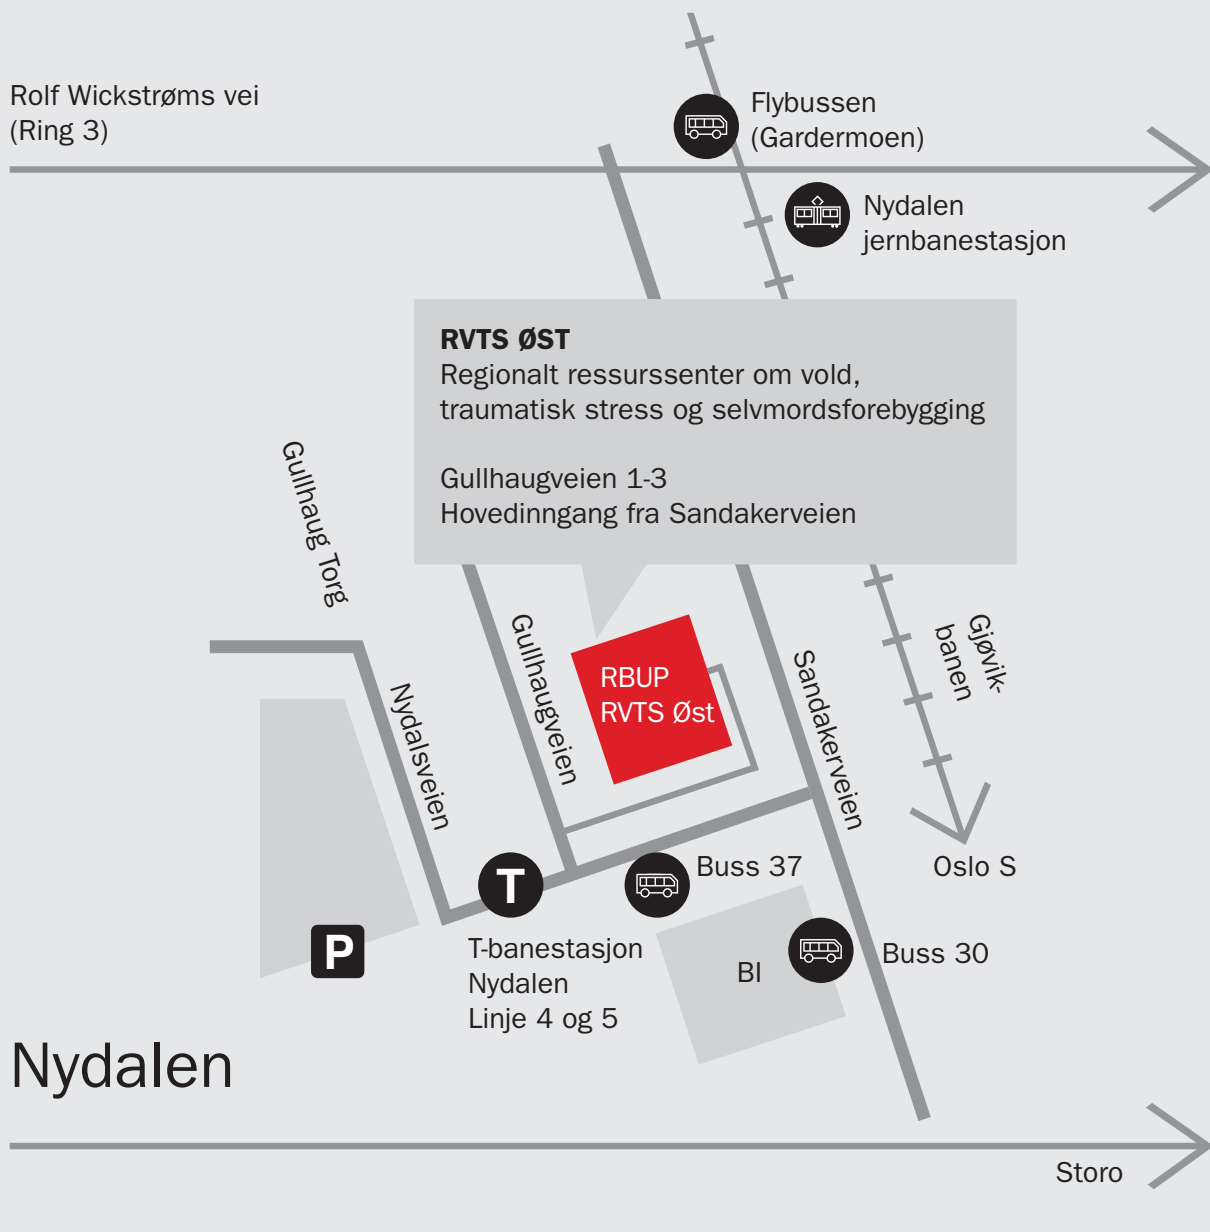 Rolf Wickstrøms vei
(Ring 3)
Flybussen
(Gardermoen)
Nydalen
jernbanestasjon
RVTS ØST
Regionalt ressurssenter om vold,
traumatisk stress og selvmordsforebygging
Gullhaugveien 1-3
Hovedinngang fra Sandakerveien
Gullhaug Torg
Nydalsveien
Gullhaugveien
RBUP
RVTS Øst
Sandakerveien
Gjøvik-
banen
Oslo S
Buss 37
T
T-banestasjon
Nydalen
Linje 4 og 5
P
BI
Buss 30
Nydalen
Storo